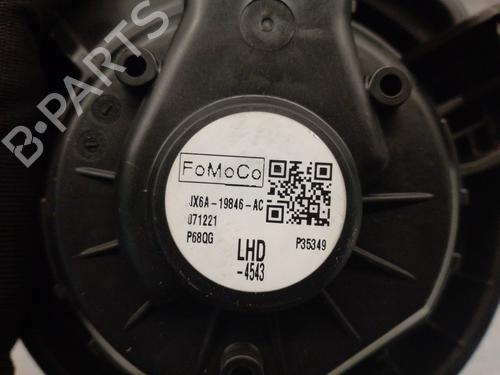 B-PARTS
FoMoCo
JX6A-19846-AC
071221
P68QG
P35349
LHD
-4543